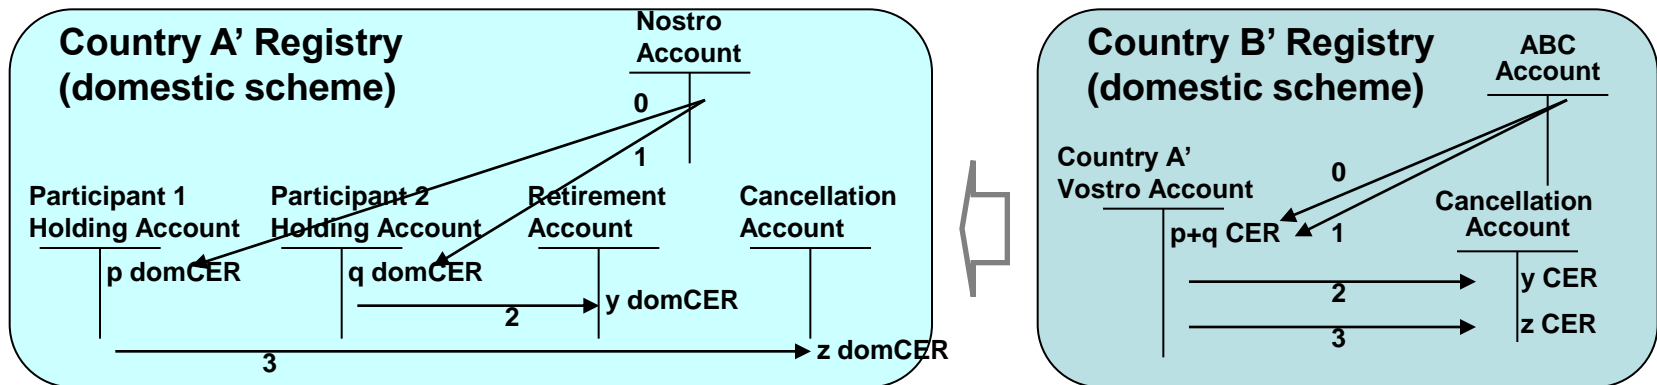 Country A’ Registry
(domestic scheme)
Nostro
Account
0
1
Participant 1
Holding Account
Participant 2
Holding Account
Retirement
Account
Cancellation
Account
p domCER
q domCER
y domCER
2
z domCER
3
Country B’ Registry
(domestic scheme)
ABC
Account
Country A’
Vostro Account
0
1
p+q CER
Cancellation
Account
2
y CER
3
z CER